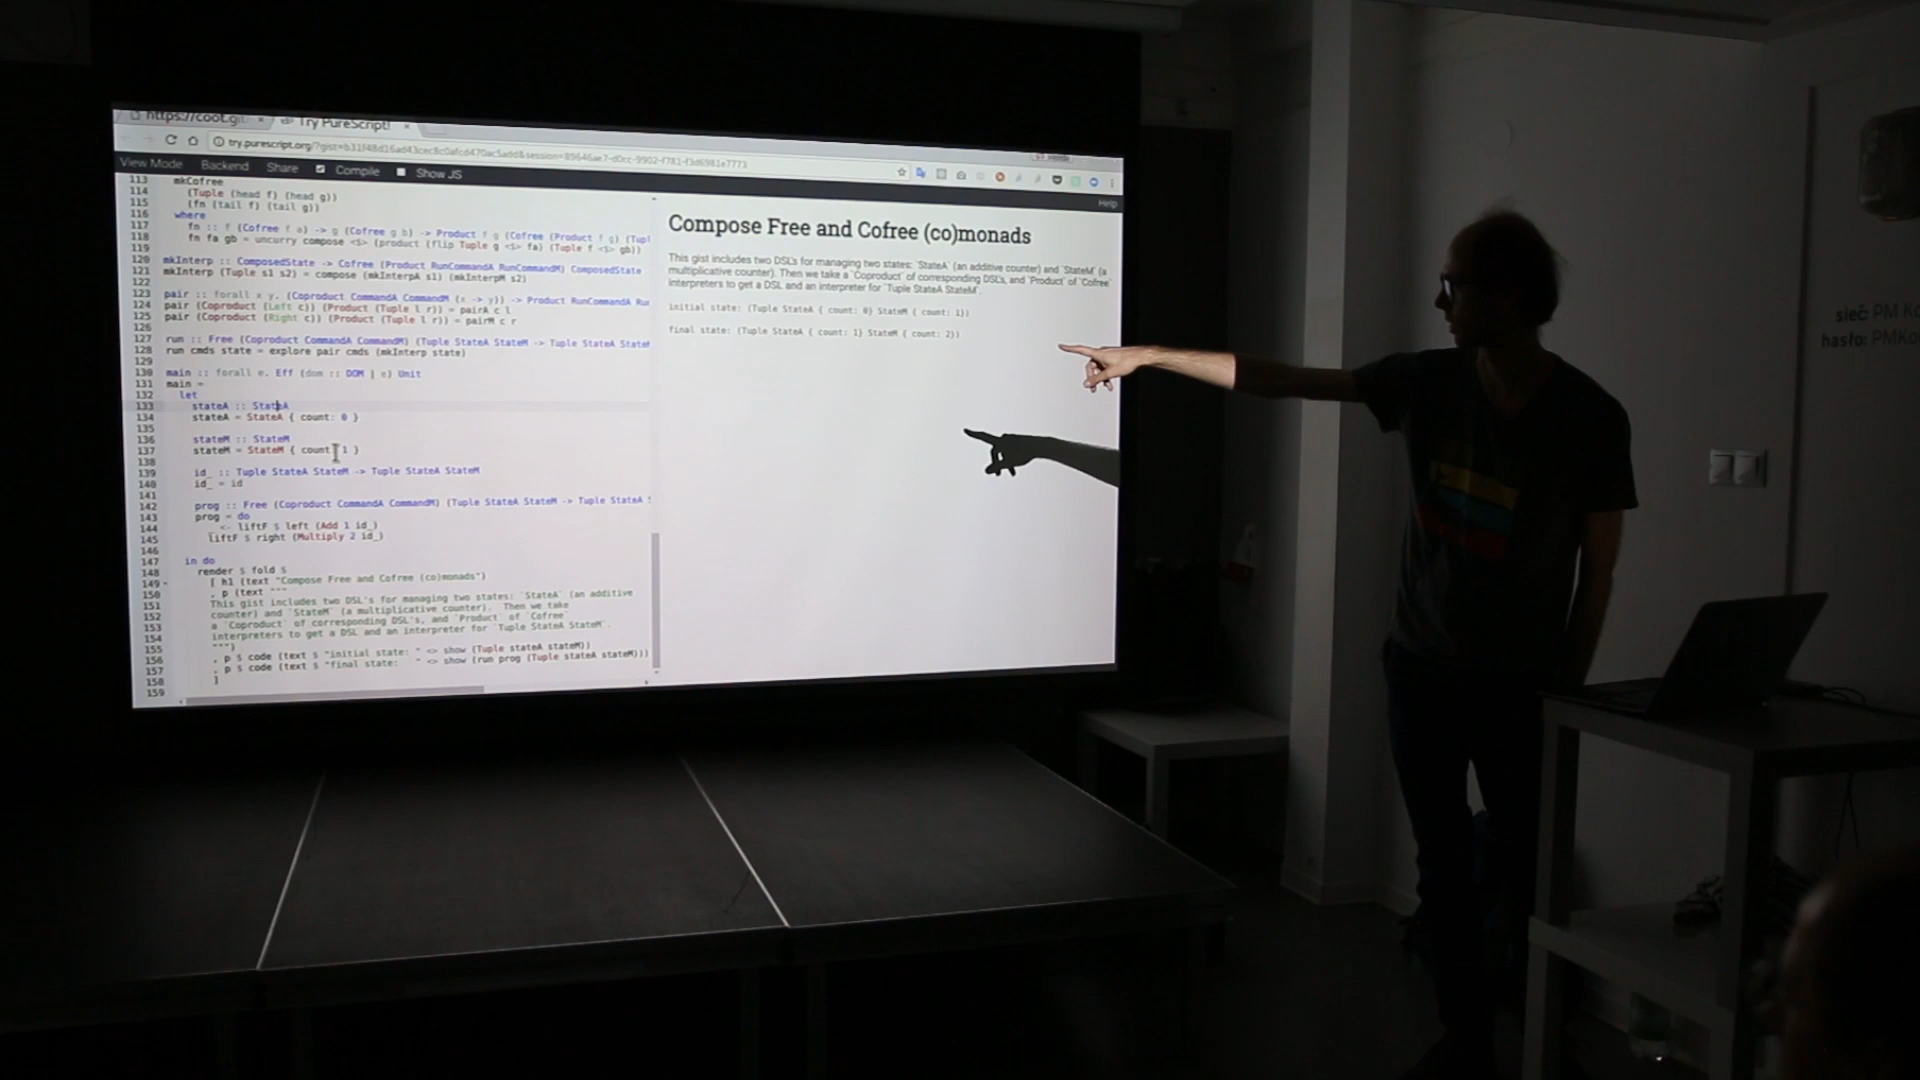 https://coot.git
Try PureScript!
try.purescript.org/?gist=b31f48d16ad43cec8c0afcd470ac5add&session=89646ae7-d0cc-9902-f781-f3d6981e7773
View Mode Backend Share Compile Show JS
Help
113 mkCofree
114 (Tuple (head f) (head g))
115 (fn (tail f) (tail g))
116 where
117 fn :: f (Cofree f a) -> g (Cofree g b) -> Product f g (Cofree (Product f g) (Tupl
118 fn fa gb = uncurry compose <$> (product (flip Tuple g <$> fa) (Tuple f <$> gb))
119
120 mkInterp :: ComposedState -> Cofree (Product RunCommandA RunCommandM) ComposedState
121 mkInterp (Tuple s1 s2) = compose (mkInterpA s1) (mkInterpM s2)
122
123 pair :: forall x y. (Coproduct CommandA CommandM (x -> y)) -> Product RunCommandA Ru
124 pair (Coproduct (Left c)) (Product (Tuple l r)) = pairA c l
125 pair (Coproduct (Right c)) (Product (Tuple l r)) = pairM c r
126
127 run :: Free (Coproduct CommandA CommandM) (Tuple StateA StateM -> Tuple StateA State
128 run cmds state = explore pair cmds (mkInterp state)
129
130 main :: forall e. Eff (dom :: DOM | e) Unit
131 main =
132 let
133 stateA :: StateA
134 stateA = StateA { count: 0 }
135
136 stateM :: StateM
137 stateM = StateM { count: 1 }
138
139 id_ :: Tuple StateA StateM -> Tuple StateA StateM
140 id_ = id
141
142 prog :: Free (Coproduct CommandA CommandM) (Tuple StateA StateM -> Tuple StateA S
143 prog = do
144 _ <- liftF $ left (Add 1 id_)
145 liftF $ right (Multiply 2 id_)
146
147 in do
148 render $ fold $
149 [ h1 (text "Compose Free and Cofree (co)monads")
150 , p (text """
151 This gist includes two DSL's for managing two states: `StateA` (an additive
152 counter) and `StateM` (a multiplicative counter). Then we take
153 a `Coproduct` of corresponding DSL's, and `Product` of `Cofree`
154 interpreters to get a DSL and an interpreter for `Tuple StateA StateM`.
155 """)
156 , p $ code (text $ "initial state: " <> show (Tuple stateA stateM))
157 , p $ code (text $ "final state: " <> show (run prog (Tuple stateA stateM)))
158 ]
159
Compose Free and Cofree (co)monads
This gist includes two DSL's for managing two states: `StateA` (an additive counter) and `StateM` (a
multiplicative counter). Then we take a `Coproduct` of corresponding DSL's, and `Product` of `Cofree`
interpreters to get a DSL and an interpreter for `Tuple StateA StateM`.
initial state: (Tuple StateA { count: 0} StateM { count: 1})
final state: (Tuple StateA { count: 1} StateM { count: 2})
sieć: PM Ko
hasło: PMKo